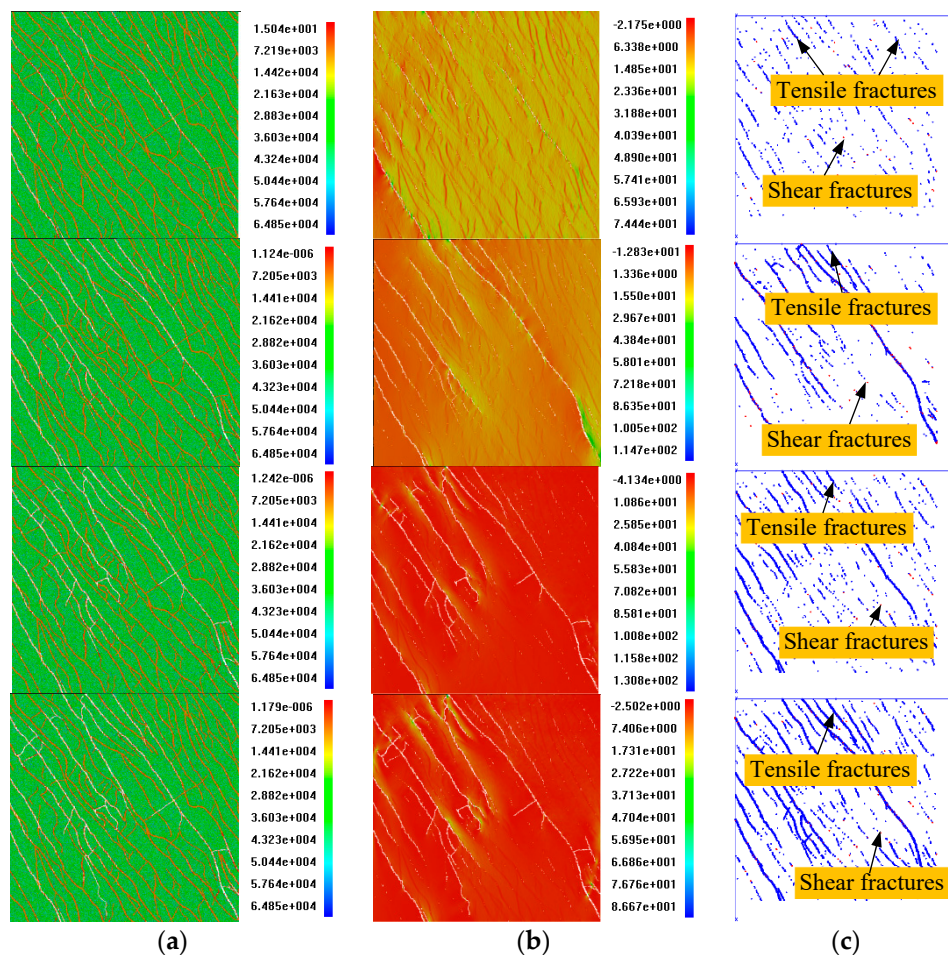 1.504e+001
7.219e+003
1.442e+004
2.163e+004
2.883e+004
3.603e+004
4.324e+004
5.044e+004
5.764e+004
6.485e+004
-2.175e+000
6.338e+000
1.485e+001
2.336e+001
3.188e+001
4.039e+001
4.890e+001
5.741e+001
6.593e+001
7.444e+001
Tensile fractures
Shear fractures
1.124e-006
7.205e+003
1.441e+004
2.162e+004
2.882e+004
3.603e+004
4.323e+004
5.044e+004
5.764e+004
6.485e+004
-1.283e+001
1.336e+000
1.550e+001
2.967e+001
4.384e+001
5.801e+001
7.218e+001
8.635e+001
1.005e+002
1.147e+002
Tensile fractures
Shear fractures
1.242e-006
7.205e+003
1.441e+004
2.162e+004
2.882e+004
3.603e+004
4.323e+004
5.044e+004
5.764e+004
6.485e+004
-4.134e+000
1.086e+001
2.585e+001
4.084e+001
5.583e+001
7.082e+001
8.581e+001
1.008e+002
1.158e+002
1.308e+002
Tensile fractures
Shear fractures
1.179e-006
7.205e+003
1.441e+004
2.162e+004
2.882e+004
3.603e+004
4.323e+004
5.044e+004
5.764e+004
6.485e+004
-2.502e+000
7.406e+000
1.731e+001
2.722e+001
3.713e+001
4.704e+001
5.695e+001
6.686e+001
7.676e+001
8.667e+001
Tensile fractures
Shear fractures
(a) (b) (c)